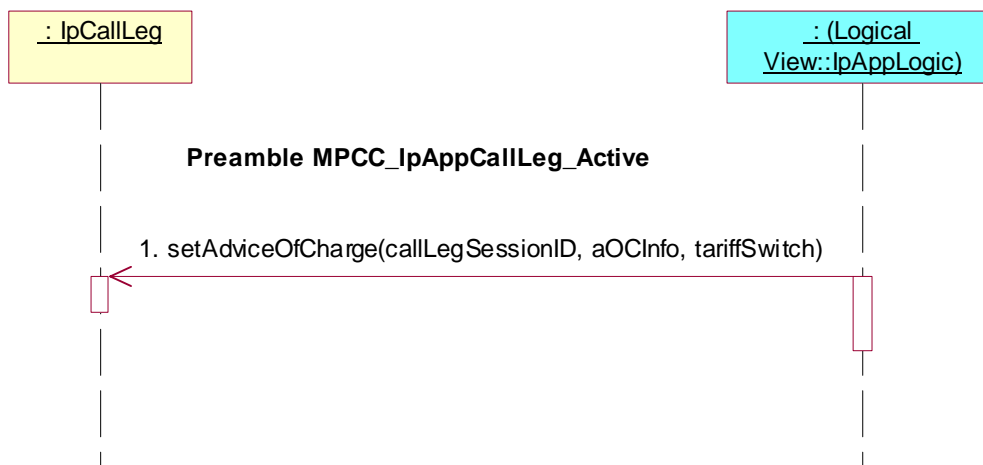 : IpCallLeg
: (Logical
View::IpAppLogic)
Preamble MPCC_IpAppCallLeg_Active
1. setAdviceOfCharge(callLegSessionID, aOCInfo, tariffSwitch)